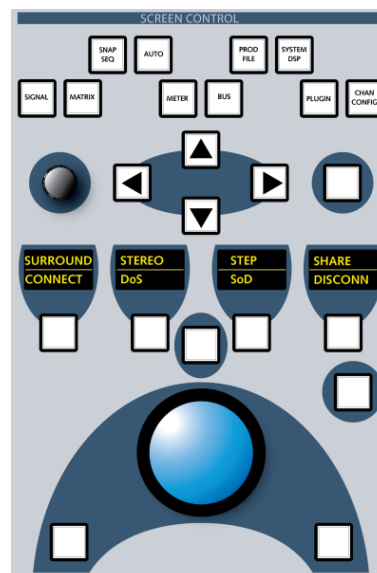 SCREEN CONTROL
SNAP
SEQ
AUTO
PROD
FILE
SYSTEM
DSP
SIGNAL
MATRIX
METER
BUS
PLUGIN
CHAN
CONFIG
SURROUND
CONNECT
STEREO
DoS
STEP
SoD
SHARE
DISCONN